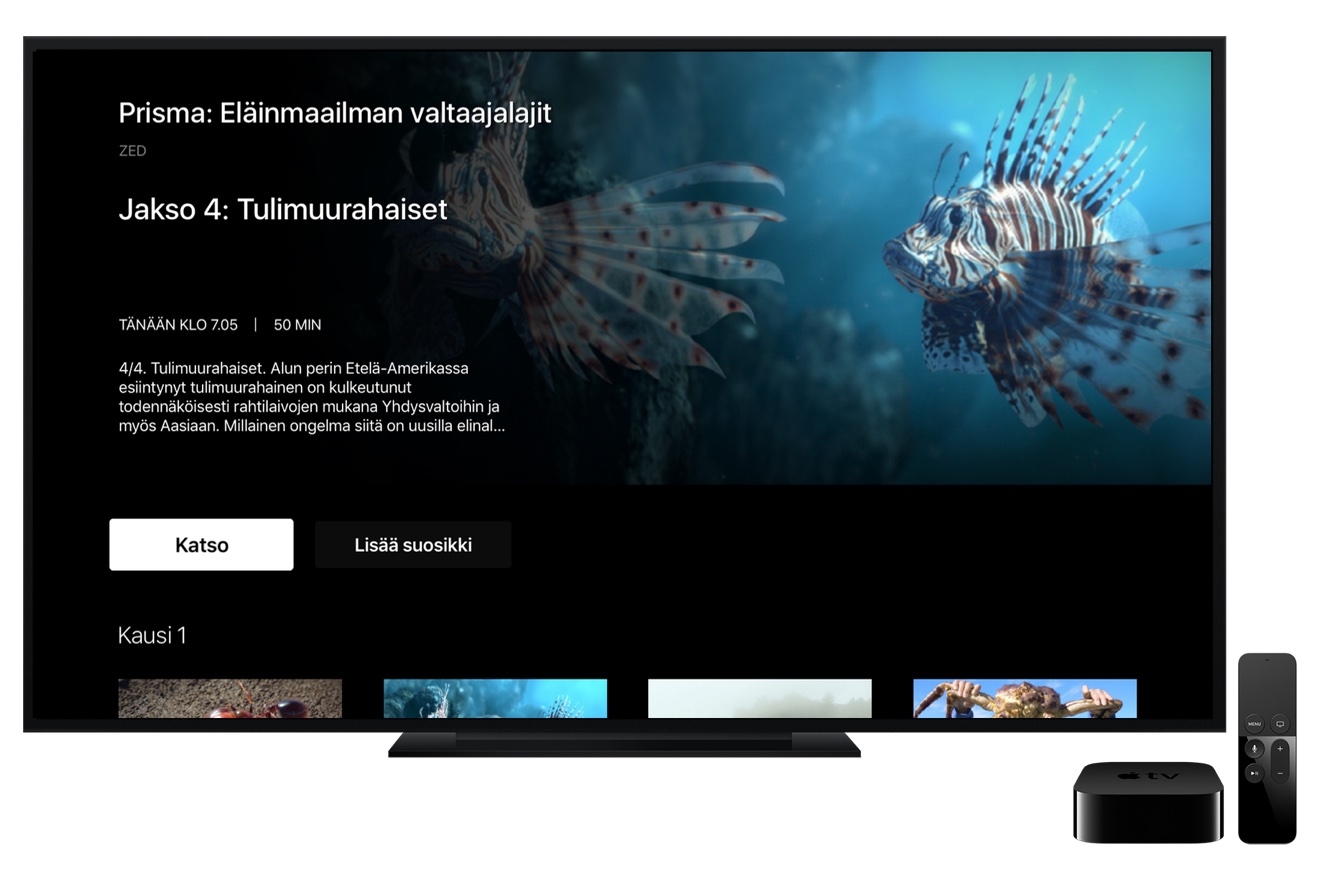 Prisma: Eläinmaailman valtaajalajit
ZED
Jakso 4: Tulimuurahaiset
TÄNÄÄN KLO 7.05 | 50 MIN
4/4. Tulimuurahaiset. Alun perin Etelä-Amerikassa
esiintynyt tulimuurahainen on kulkeutunut
todennäköisesti rahtilaivojen mukana Yhdysvaltoihin ja
myös Aasiaan. Millainen ongelma siitä on uusilla elinal...
Katso
Lisää suosikki
Kausi 1
MENU
tv